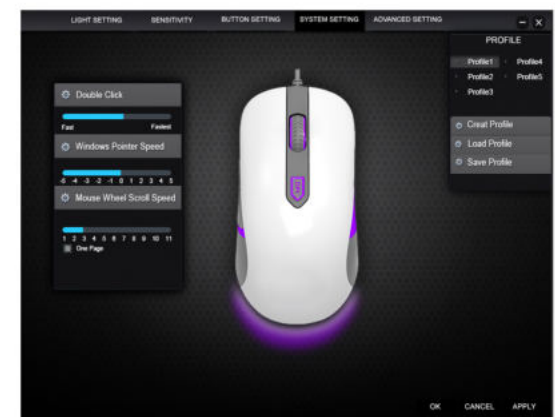 LIGHT SETTING SENSITIVITY BUTTON SETTING SYSTEM SETTING ADVANCED SETTING
PROFILE
Profile1 Profile4
Profile2 Profile5
Profile3
Creat Profile
Load Profile
Save Profile
Double Click
Fast Fastest
Windows Pointer Speed
-5 -4 -3 -2 -1 0 1 2 3 4 5
Mouse Wheel Scroll Speed
1 2 3 4 5 6 7 8 9 10 11
One Page
OK CANCEL APPLY